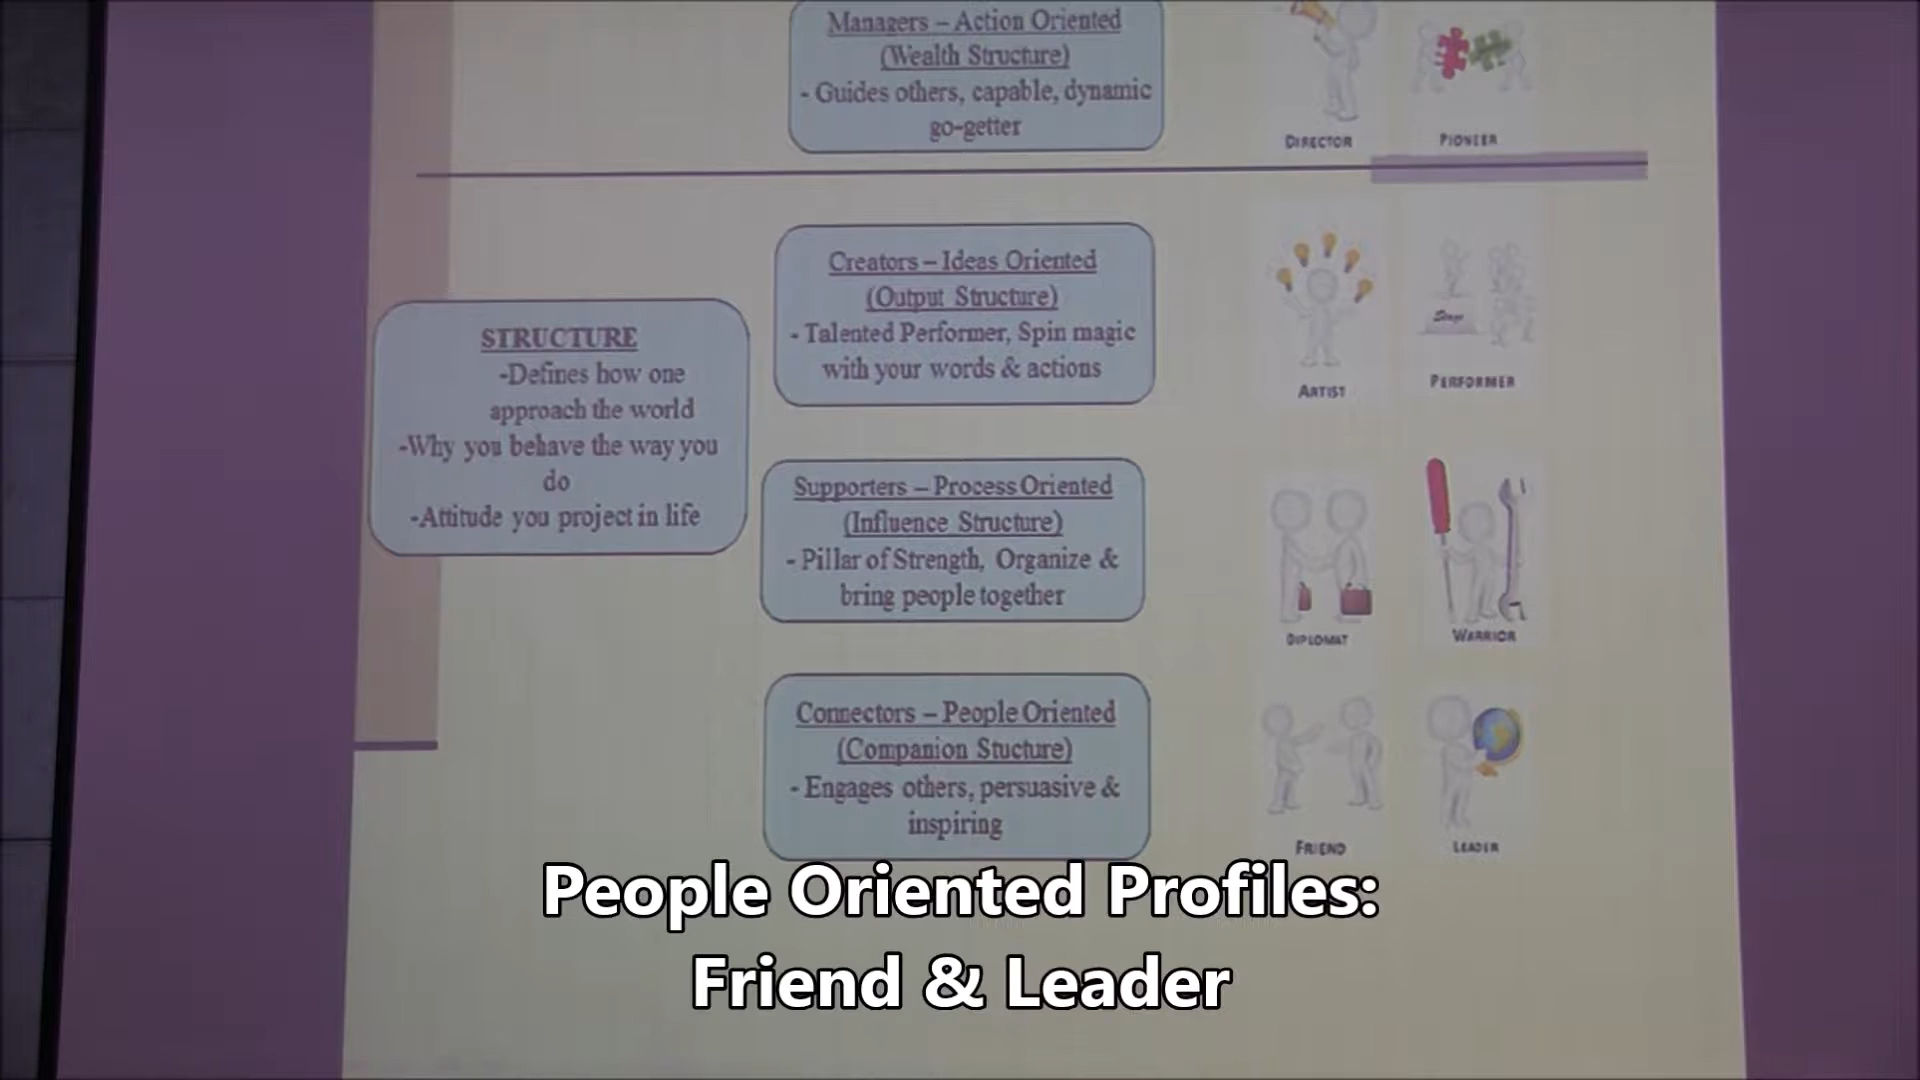 Managers – Action Oriented
(Wealth Structure)
- Guides others, capable, dynamic
go-getter
DIRECTOR
PIONEER
STRUCTURE
-Defines how one
approach the world
-Why you behave the way you
do
-Attitude you project in life
Creators – Ideas Oriented
(Output Structure)
- Talented Performer, Spin magic
with your words & actions
Stage
ARTIST
PERFORMER
Supporters – Process Oriented
(Influence Structure)
- Pillar of Strength, Organize &
bring people together
DIPLOMAT
WARRIOR
Connectors – People Oriented
(Companion Stucture)
- Engages others, persuasive &
inspiring
FRIEND
LEADER
People Oriented Profiles:
Friend & Leader